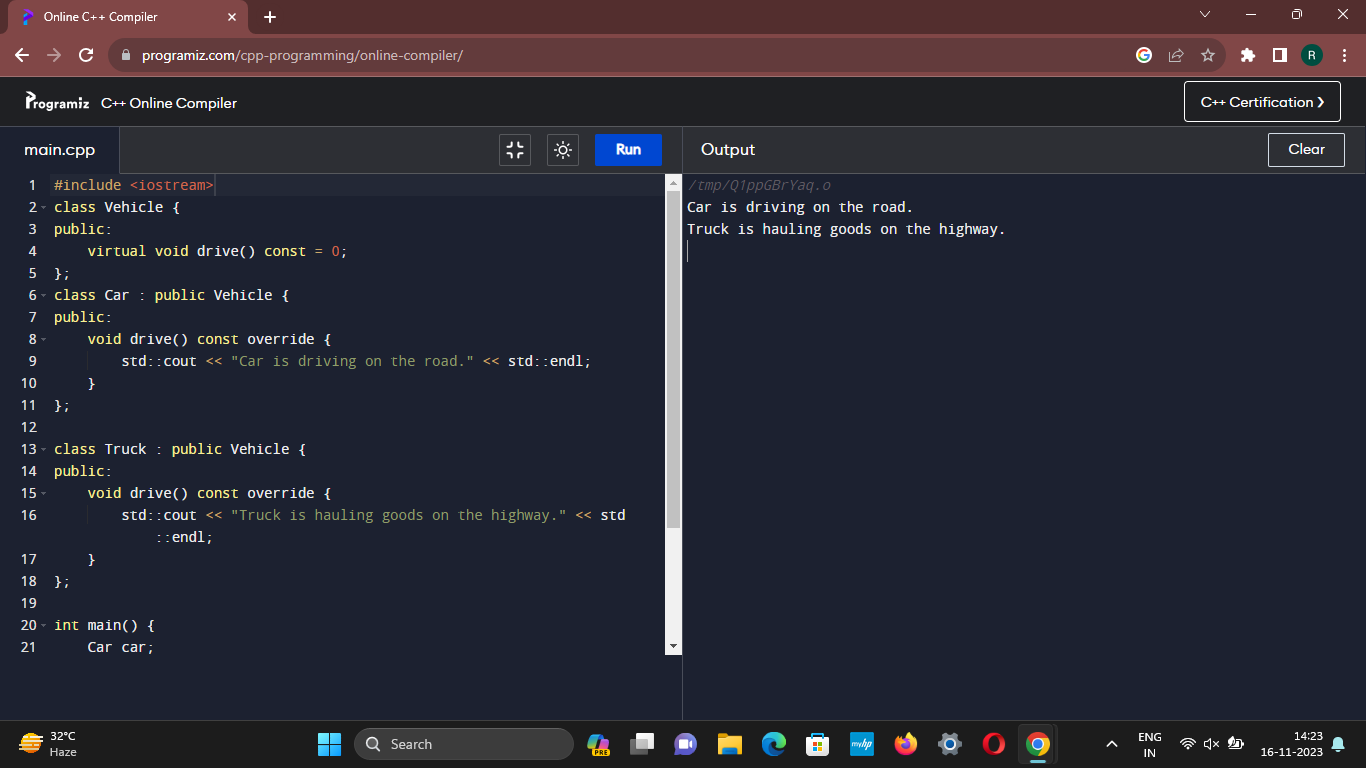 Online C++ Compiler
programiz.com/cpp-programming/online-compiler/
R
Programiz C++ Online Compiler
C++ Certification ❯
main.cpp
Run
Output
Clear
1 #include <iostream>
2 class Vehicle {
3 public:
4     virtual void drive() const = 0;
5 };
6 class Car : public Vehicle {
7 public:
8     void drive() const override {
9         std::cout << "Car is driving on the road." << std::endl;
10     }
11 };
12
13 class Truck : public Vehicle {
14 public:
15     void drive() const override {
16         std::cout << "Truck is hauling goods on the highway." << std
::endl;
17     }
18 };
19
20 int main() {
21     Car car;
/tmp/Q1ppGBrYaq.o
Car is driving on the road.
Truck is hauling goods on the highway.
32°C
Haze
Search
PRE
myhp
ENG
IN
14:23
16-11-2023